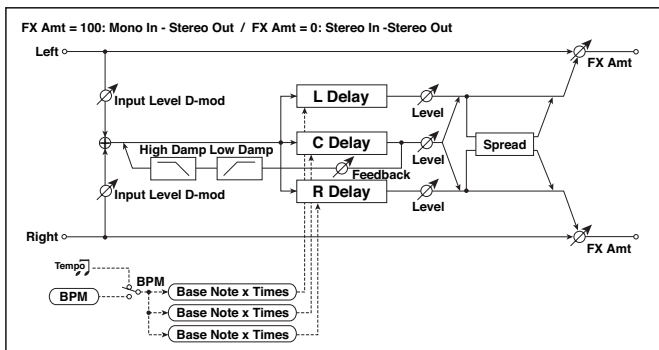 FX Amt = 100: Mono In - Stereo Out / FX Amt = 0: Stereo In -Stereo Out
Left
FX Amt
Input Level D-mod
L Delay
Level
High Damp Low Damp
C Delay
Level
Spread
Feedback
Input Level D-mod
R Delay
Level
Right
FX Amt
Tempo
BPM
BPM
Base Note x Times
Base Note x Times
Base Note x Times